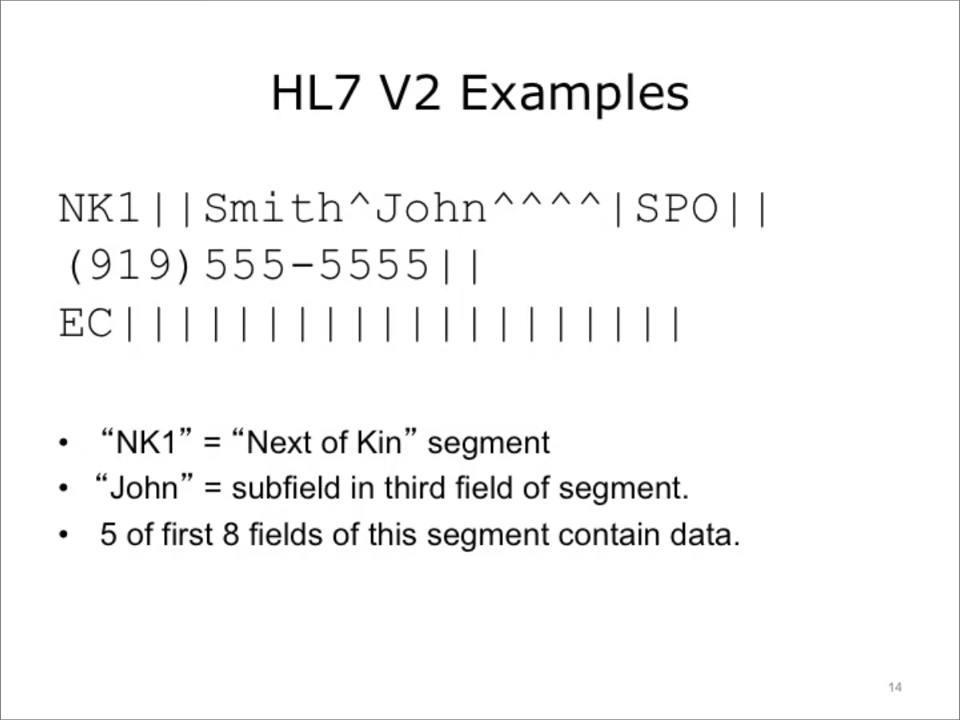 HL7 V2 Examples
NK1||Smith^John^^^^|SPO||
(919)555-5555||
EC||||||||||||||||||||
• “NK1” = “Next of Kin” segment
• “John” = subfield in third field of segment.
• 5 of first 8 fields of this segment contain data.
14